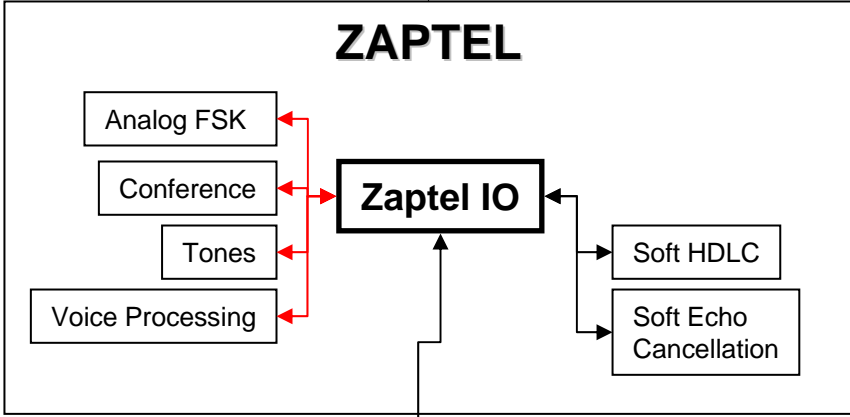 ZAPTEL
Analog FSK
Conference
Tones
Voice Processing
Zaptel IO
Soft HDLC
Soft Echo
Cancellation